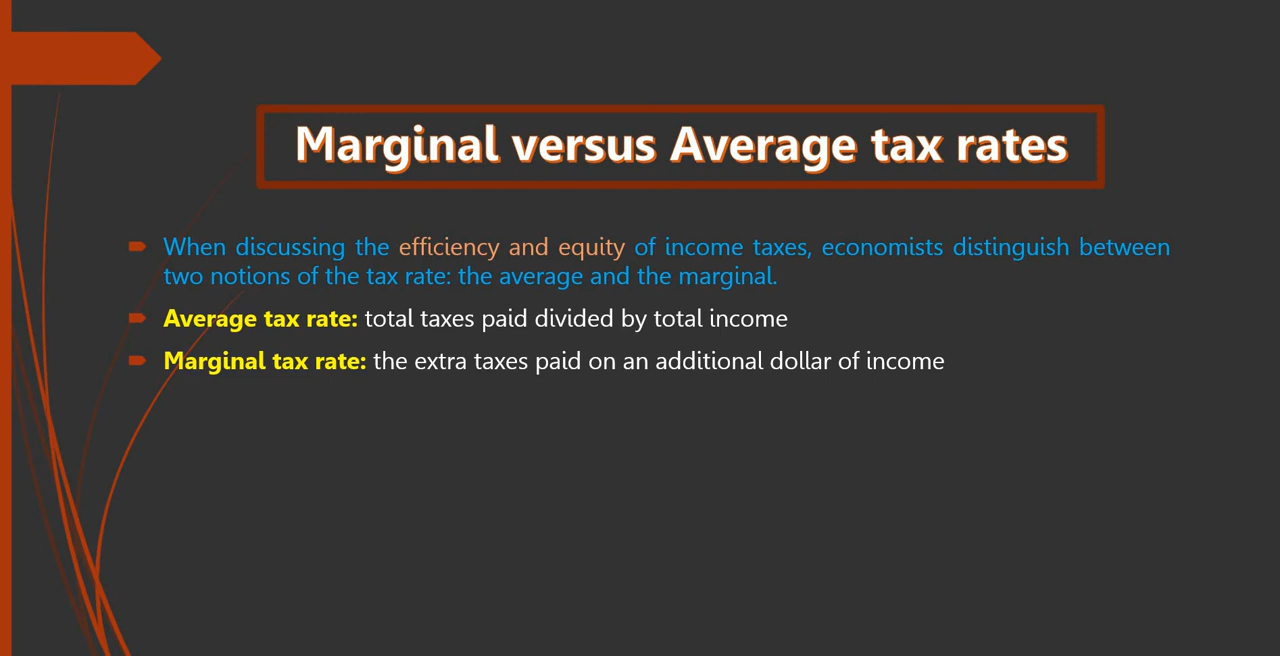 Marginal versus Average tax rates
When discussing the efficiency and equity of income taxes, economists distinguish between
two notions of the tax rate: the average and the marginal.
Average tax rate: total taxes paid divided by total income
Marginal tax rate: the extra taxes paid on an additional dollar of income